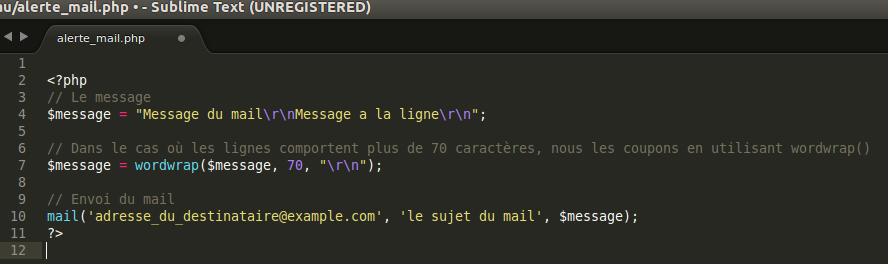 au/alerte_mail.php • - Sublime Text (UNREGISTERED)
alerte_mail.php
1
2 <?php
3 // Le message
4 $message = "Message du mail\r\nMessage a la ligne\r\n";
5
6 // Dans le cas où les lignes comportent plus de 70 caractères, nous les coupons en utilisant wordwrap()
7 $message = wordwrap($message, 70, "\r\n");
8
9 // Envoi du mail
10 mail('adresse_du_destinataire@example.com', 'le sujet du mail', $message);
11 ?>
12